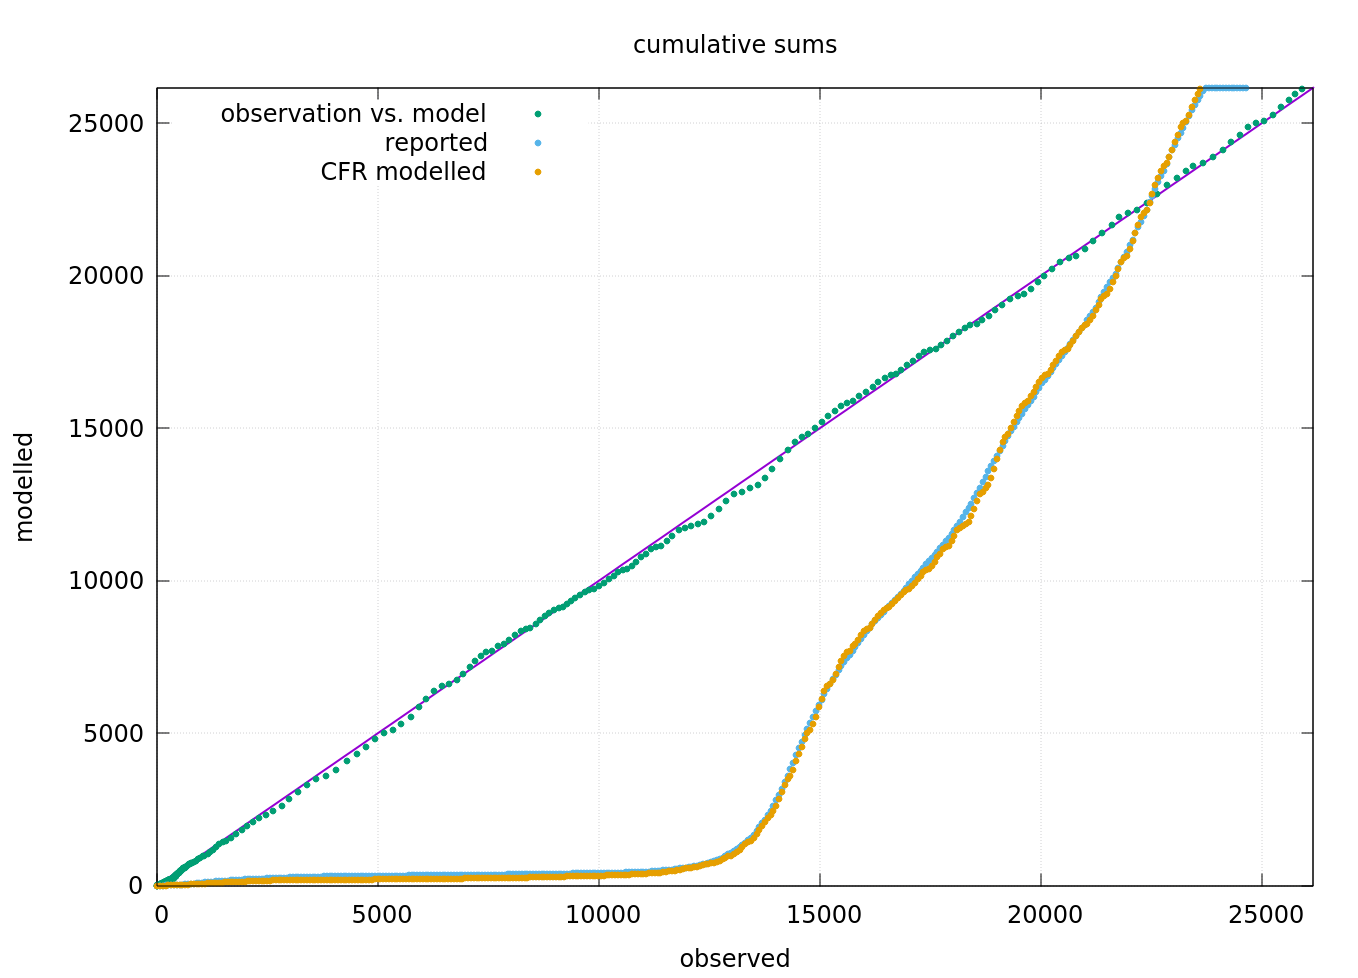 cumulative sums
observation vs. model
reported
CFR modelled
25000
20000
15000
10000
5000
0
modelled
0 5000 10000 15000 20000 25000
observed